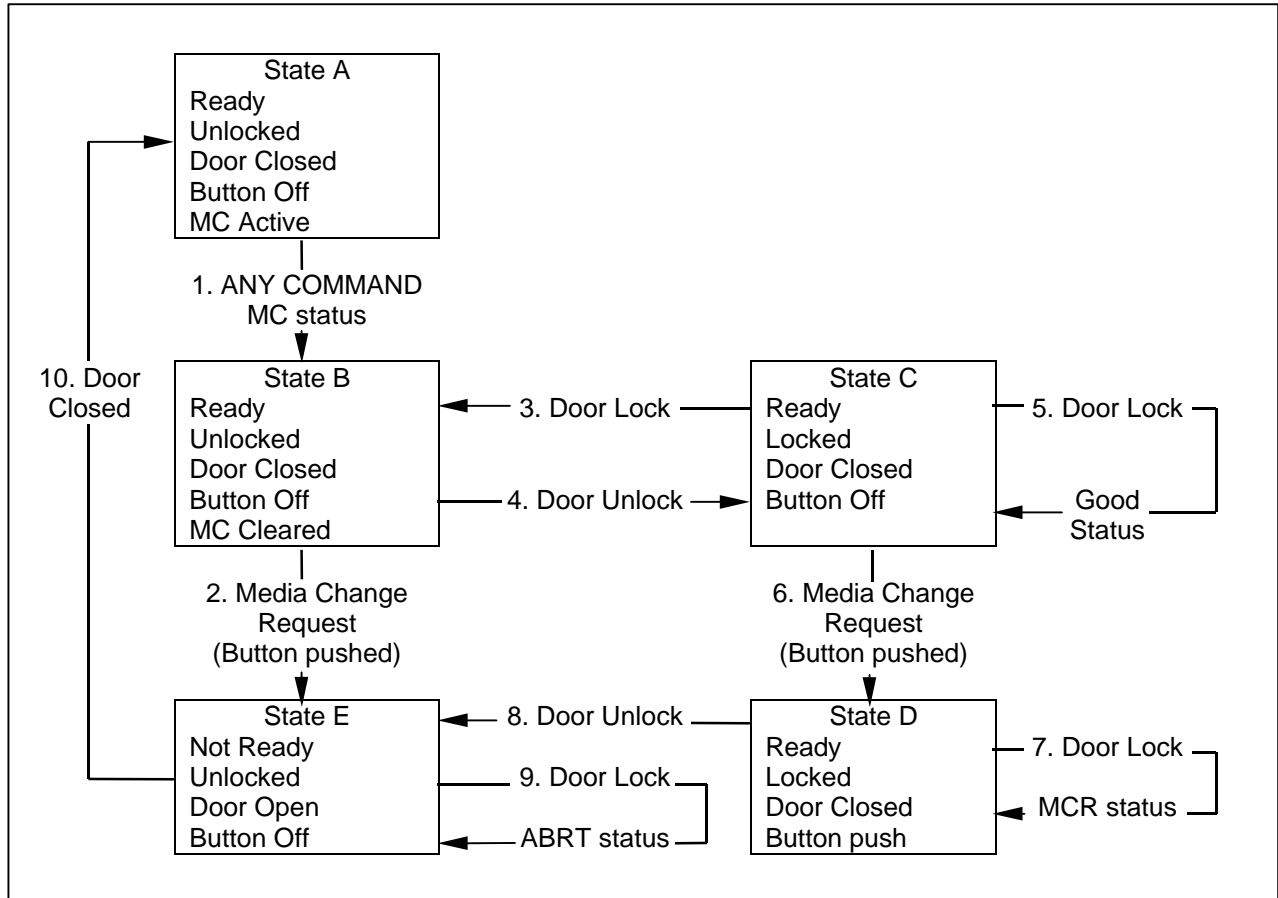 State A
Ready
Unlocked
Door Closed
Button Off
MC Active
1. ANY COMMAND
MC status
10. Door
Closed
State B
Ready
Unlocked
Door Closed
Button Off
MC Cleared
3. Door Lock
4. Door Unlock
State C
Ready
Locked
Door Closed
Button Off
5. Door Lock
Good
Status
2. Media Change
Request
(Button pushed)
6. Media Change
Request
(Button pushed)
State E
Not Ready
Unlocked
Door Open
Button Off
8. Door Unlock
9. Door Lock
ABRT status
State D
Ready
Locked
Door Closed
Button push
7. Door Lock
MCR status